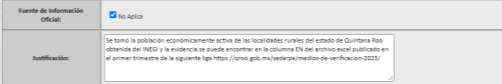 Fuente de Información
Oficial:
No Aplica
Justificación:
Se tomó la población económicamente activa de las localidades rurales del estado de Quintana Roo
obtenida del INEGI y la evidencia se puede encontrar en la columna EN del archivo excel publicado en
el primer trimestre de la siguiente liga https://qroo.gob.mx/sedarpe/medios-de-verificacion-2023/